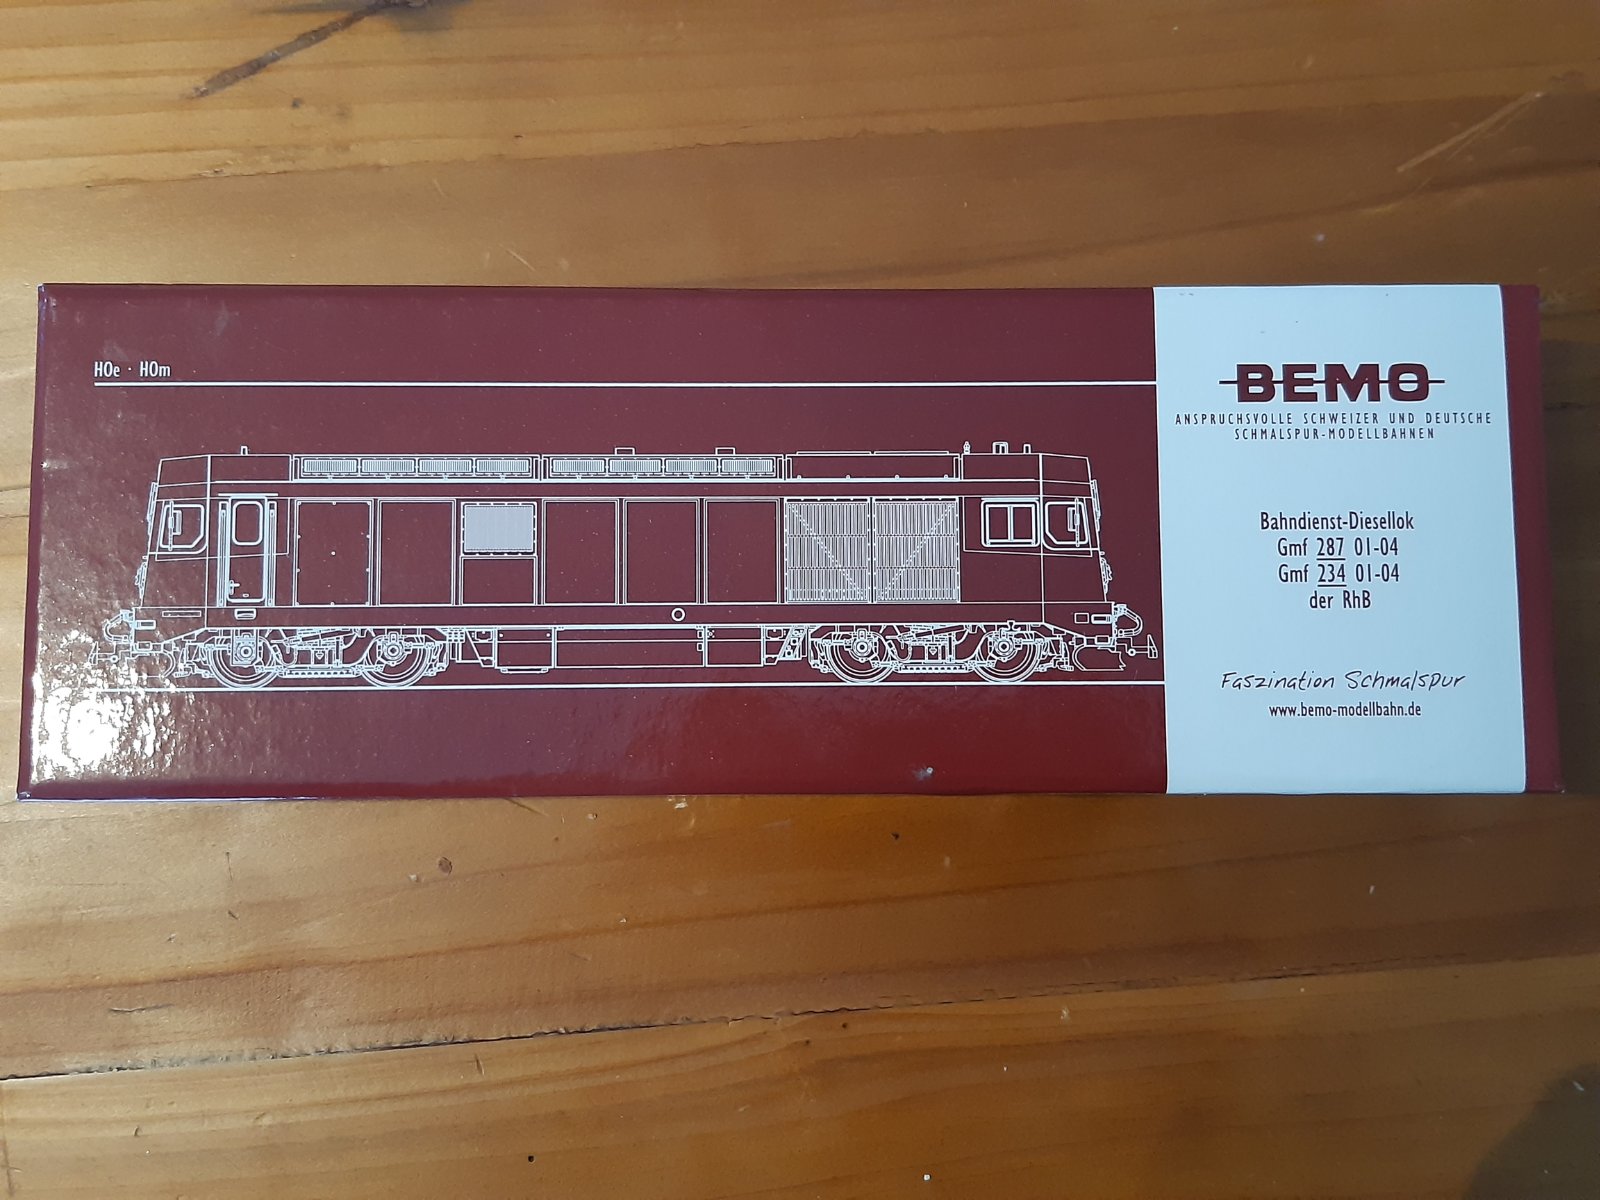 H0e · H0m
BEMO
ANSPRUCHSVOLLE SCHWEIZER UND DEUTSCHE
SCHMALSPUR-MODELLBAHNEN
Bahndienst-Diesellok
Gmf 287 01-04
Gmf 234 01-04
der RhB
Faszination Schmalspur
www.bemo-modellbahn.de